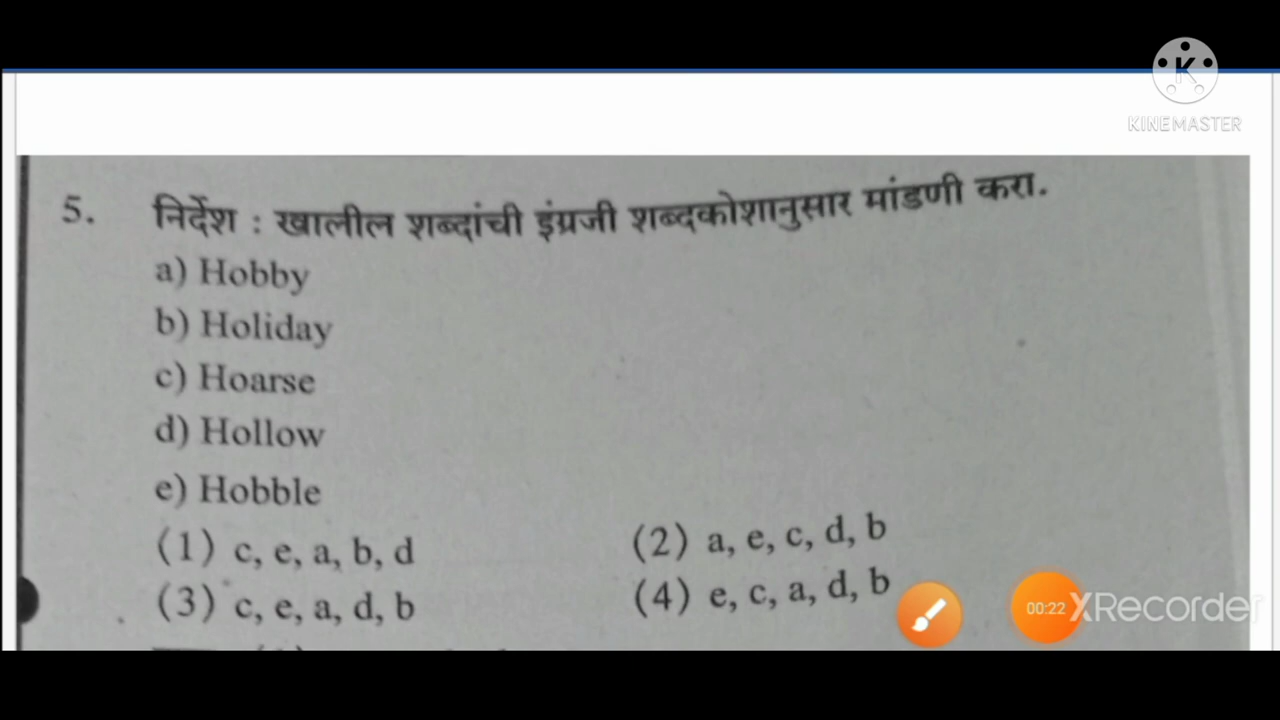 K
KINEMASTER
5. निर्देश : खालील शब्दांची इंग्रजी शब्दकोशानुसार मांडणी करा.
a) Hobby
b) Holiday
c) Hoarse
d) Hollow
e) Hobble
(1) c, e, a, b, d (2) a, e, c, d, b
(3) c, e, a, d, b (4) e, c, a, d, b
00:22 XRecorder